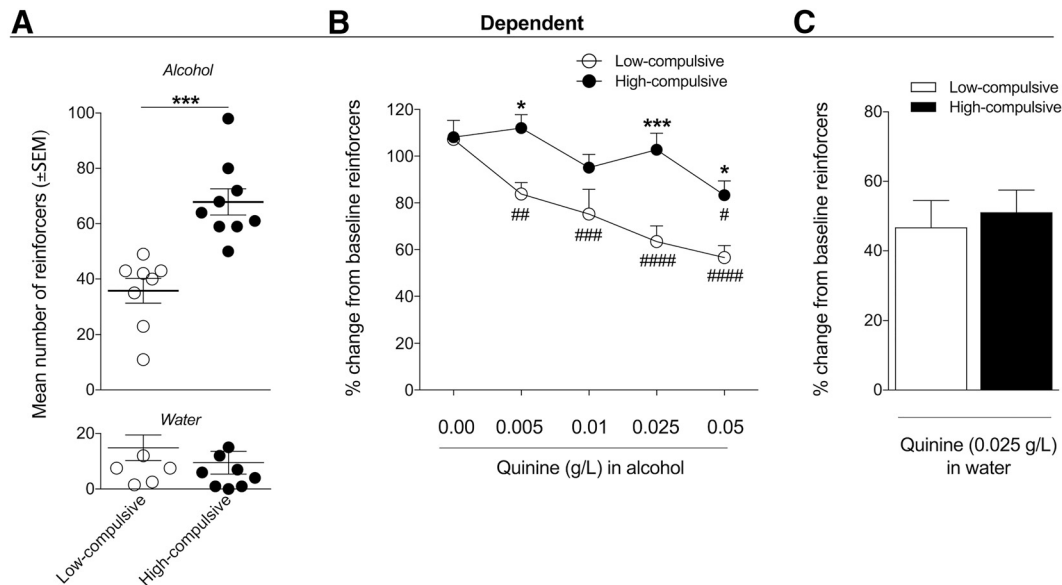 A
B
Dependent
C
Alcohol
***
Mean number of reinforcers (±SEM)
100
80
60
40
20
0
Water
20
10
0
Low-compulsive
High-compulsive
Low-compulsive
High-compulsive
% change from baseline reinforcers
120
100
80
60
40
20
0
*
***
*
##
###
####
#
####
0.00 0.005 0.01 0.025 0.05
Quinine (g/L) in alcohol
Low-compulsive
High-compulsive
% change from baseline reinforcers
80
60
40
20
0
Quinine (0.025 g/L)
in water